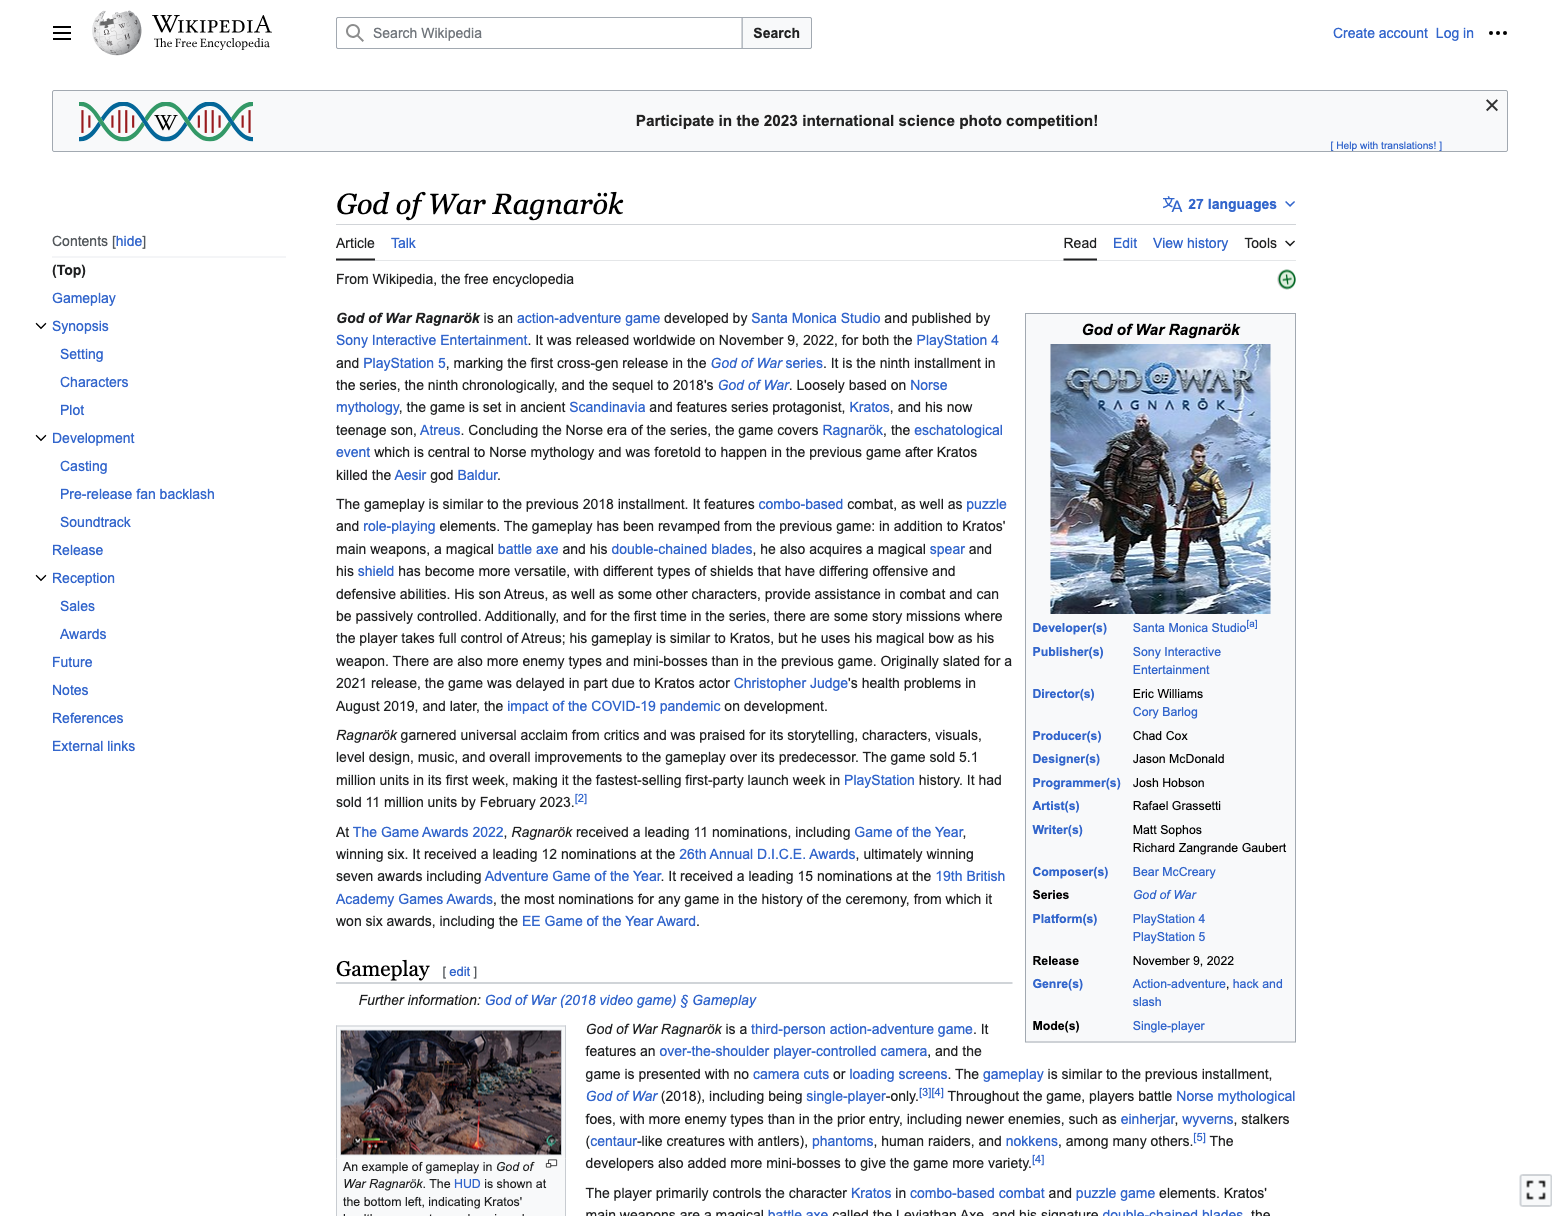 WIKIPEDIA
The Free Encyclopedia
Search Wikipedia
Search
Create account Log in
W
Participate in the 2023 international science photo competition!
[ Help with translations! ]
God of War Ragnarök
27 languages
Contents [hide]
(Top)
Gameplay
Synopsis
Setting
Characters
Plot
Development
Casting
Pre-release fan backlash
Soundtrack
Release
Reception
Sales
Awards
Future
Notes
References
External links
Article Talk
Read Edit View history Tools
From Wikipedia, the free encyclopedia
God of War Ragnarök is an action-adventure game developed by Santa Monica Studio and published by
Sony Interactive Entertainment. It was released worldwide on November 9, 2022, for both the PlayStation 4
and PlayStation 5, marking the first cross-gen release in the God of War series. It is the ninth installment in
the series, the ninth chronologically, and the sequel to 2018's God of War. Loosely based on Norse
mythology, the game is set in ancient Scandinavia and features series protagonist, Kratos, and his now
teenage son, Atreus. Concluding the Norse era of the series, the game covers Ragnarök, the eschatological
event which is central to Norse mythology and was foretold to happen in the previous game after Kratos
killed the Aesir god Baldur.
The gameplay is similar to the previous 2018 installment. It features combo-based combat, as well as puzzle
and role-playing elements. The gameplay has been revamped from the previous game: in addition to Kratos'
main weapons, a magical battle axe and his double-chained blades, he also acquires a magical spear and
his shield has become more versatile, with different types of shields that have differing offensive and
defensive abilities. His son Atreus, as well as some other characters, provide assistance in combat and can
be passively controlled. Additionally, and for the first time in the series, there are some story missions where
the player takes full control of Atreus; his gameplay is similar to Kratos, but he uses his magical bow as his
weapon. There are also more enemy types and mini-bosses than in the previous game. Originally slated for a
2021 release, the game was delayed in part due to Kratos actor Christopher Judge's health problems in
August 2019, and later, the impact of the COVID-19 pandemic on development.
Ragnarök garnered universal acclaim from critics and was praised for its storytelling, characters, visuals,
level design, music, and overall improvements to the gameplay over its predecessor. The game sold 5.1
million units in its first week, making it the fastest-selling first-party launch week in PlayStation history. It had
sold 11 million units by February 2023.[2]
At The Game Awards 2022, Ragnarök received a leading 11 nominations, including Game of the Year,
winning six. It received a leading 12 nominations at the 26th Annual D.I.C.E. Awards, ultimately winning
seven awards including Adventure Game of the Year. It received a leading 15 nominations at the 19th British
Academy Games Awards, the most nominations for any game in the history of the ceremony, from which it
won six awards, including the EE Game of the Year Award.
God of War Ragnarök
GOD OF WAR
RAGNARÖK
Developer(s) Santa Monica Studio[a]
Publisher(s) Sony Interactive
Entertainment
Director(s) Eric Williams
Cory Barlog
Producer(s) Chad Cox
Designer(s) Jason McDonald
Programmer(s) Josh Hobson
Artist(s) Rafael Grassetti
Writer(s) Matt Sophos
Richard Zangrande Gaubert
Composer(s) Bear McCreary
Series God of War
Platform(s) PlayStation 4
PlayStation 5
Release November 9, 2022
Genre(s) Action-adventure, hack and
slash
Mode(s) Single-player
Gameplay [ edit ]
Further information: God of War (2018 video game) § Gameplay
An example of gameplay in God of
War Ragnarök. The HUD is shown at
the bottom left, indicating Kratos'
God of War Ragnarök is a third-person action-adventure game. It
features an over-the-shoulder player-controlled camera, and the
game is presented with no camera cuts or loading screens. The gameplay is similar to the previous installment,
God of War (2018), including being single-player-only.[3][4] Throughout the game, players battle Norse mythological
foes, with more enemy types than in the prior entry, including newer enemies, such as einherjar, wyverns, stalkers
(centaur-like creatures with antlers), phantoms, human raiders, and nokkens, among many others.[5] The
developers also added more mini-bosses to give the game more variety.[4]
The player primarily controls the character Kratos in combo-based combat and puzzle game elements. Kratos'
main weapons are a magical battle axe called the Leviathan Axe, and his signature double-chained blades, the